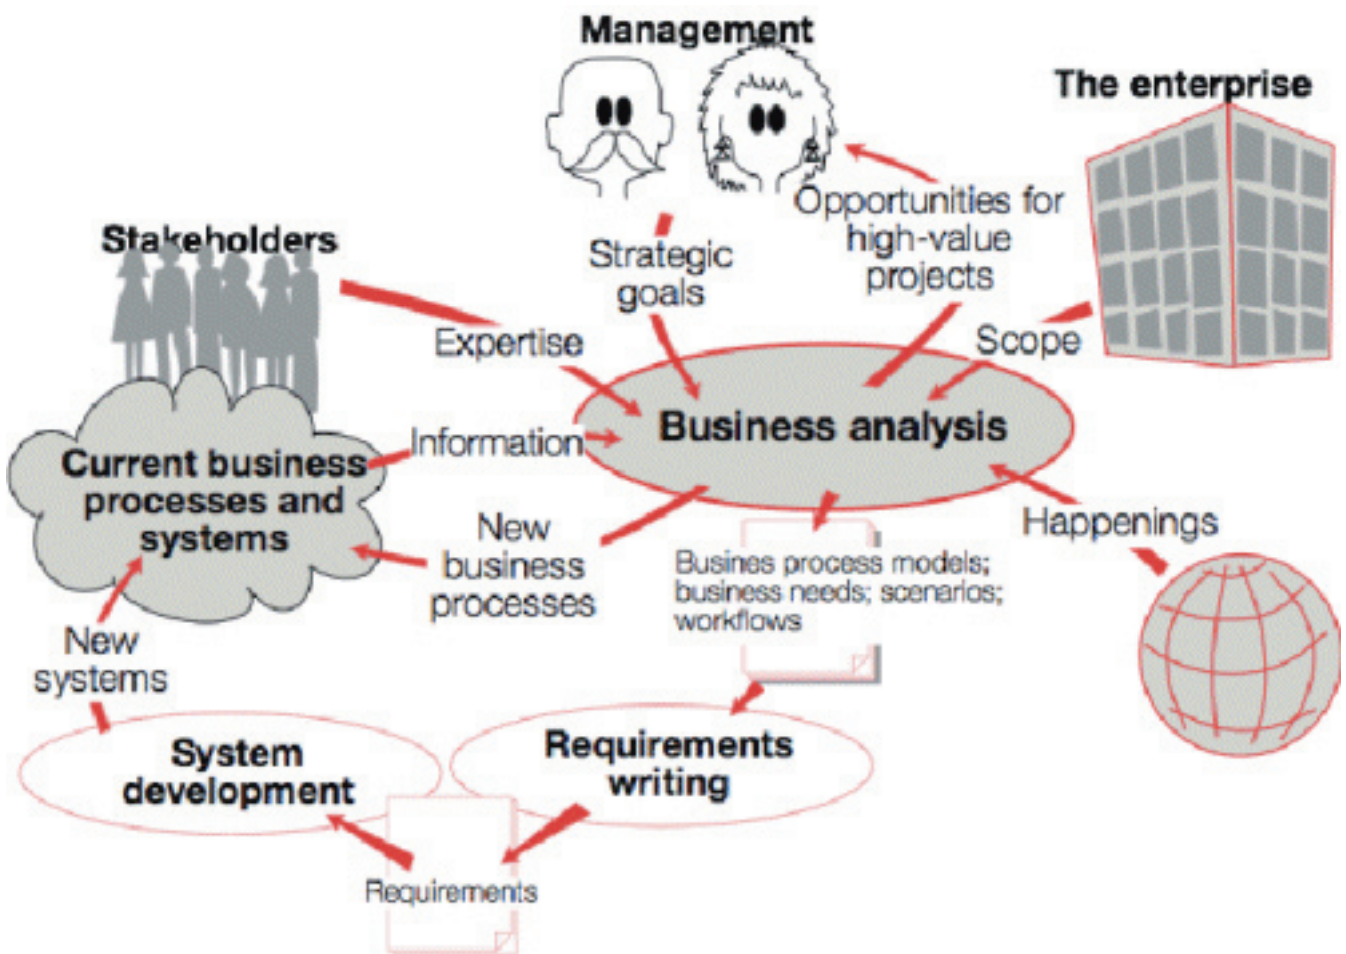 Management
The enterprise
Opportunities for
high-value
projects
Stakeholders
Strategic
goals
Expertise
Scope
Business analysis
Information
Current business
processes and
systems
New
business
processes
Happenings
Busines process models;
business needs; scenarios;
workflows
New
systems
System
development
Requirements
writing
Requirements